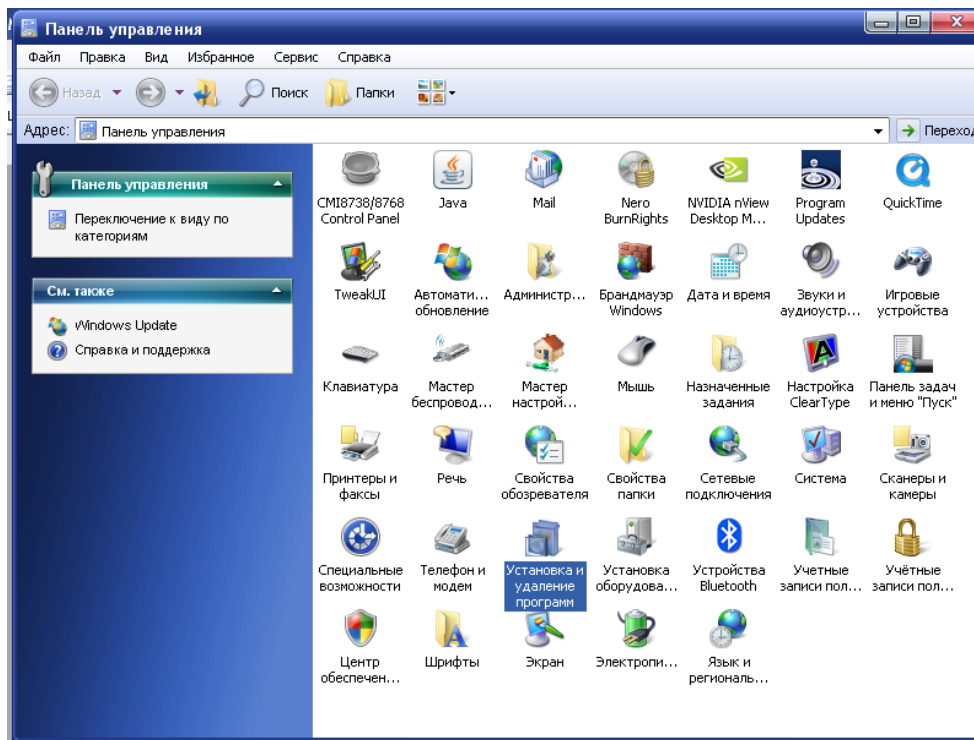 Панель управления
Файл Правка Вид Избранное Сервис Справка
Назад Поиск Папки
Адрес: Панель управления Переход
Панель управления
Переключение к виду по
категориям
См. также
Windows Update
Справка и поддержка
CMI8738/8768 Java Mail Nero NVIDIA nView Program QuickTime
Control Panel BurnRights Desktop M... Updates
TweakUI Автомати... Администр... Брандмауэр Дата и время Звуки и Игровые
обновление Windows аудиоустр... устройства
Клавиатура Мастер Мастер Мышь Назначенные Настройка Панель задач
беспровод... настрой... задания ClearType и меню "Пуск"
Принтеры и Речь Свойства Свойства Сетевые Система Сканеры и
факсы обозревателя папки подключения камеры
Специальные Телефон и Установка и Установка Устройства Учетные Учётные
возможности модем удаление оборудова... Bluetooth записи пол... записи пол...
программ
Центр Шрифты Экран Электропи... Язык и
обеспечен... региональ...